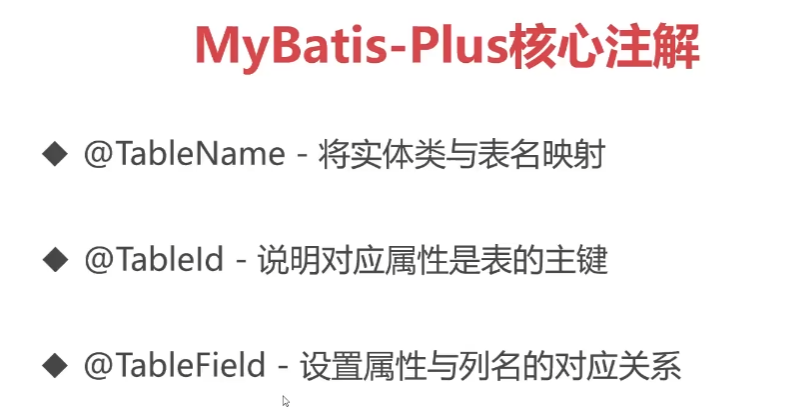 MyBatis-Plus核心注解
◆ @TableName - 将实体类与表名映射
◆ @TableId - 说明对应属性是表的主键
◆ @TableField - 设置属性与列名的对应关系